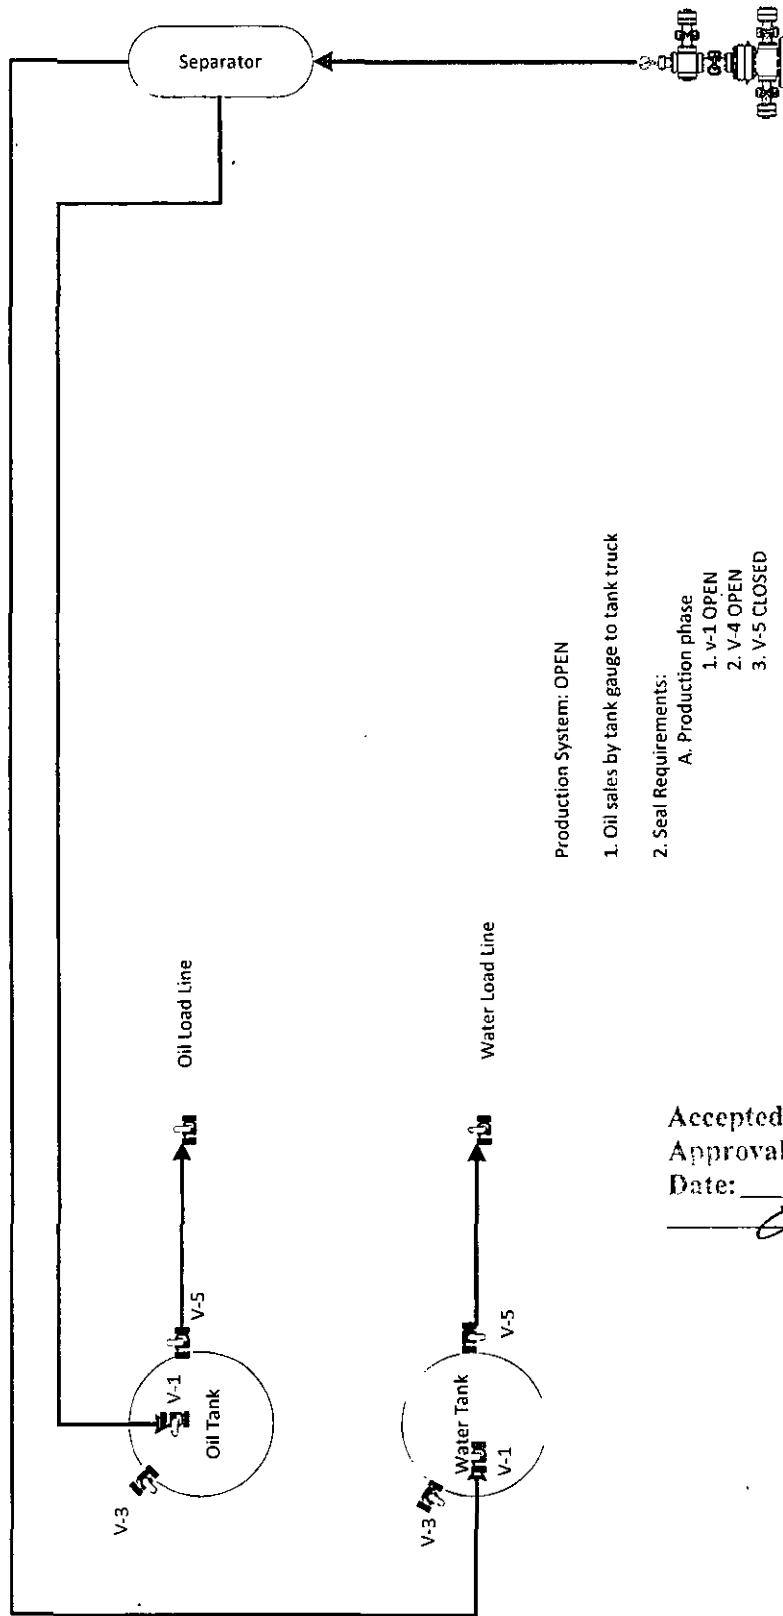 Separator
Oil Load Line
V-5
V-1
Oil Tank
V-3
Water Load Line
V-5
Water Tank
V-1
V-3
Production System: OPEN
1. Oil sales by tank gauge to tank truck
2. Seal Requirements:
A. Production phase
1. v-1 OPEN
2. V-4 OPEN
3. V-5 CLOSED
Accepted
Approval
Date: